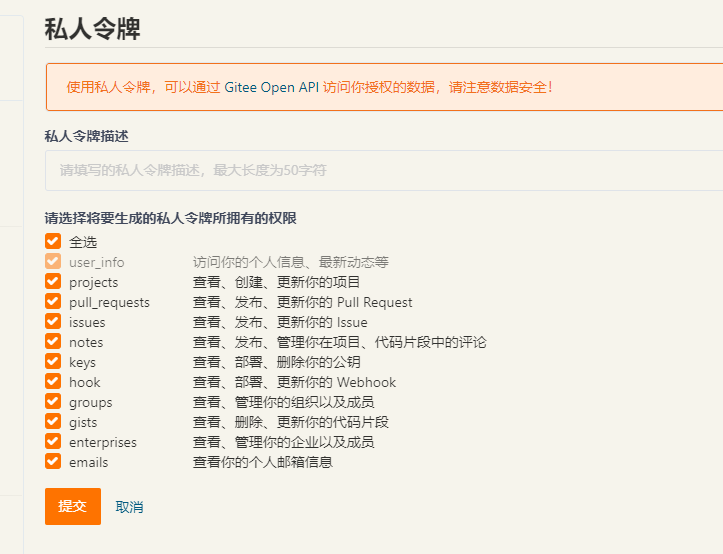 私人令牌
使用私人令牌，可以通过 Gitee Open API 访问你授权的数据，请注意数据安全！
私人令牌描述
请填写的私人令牌描述，最大长度为50字符
请选择将要生成的私人令牌所拥有的权限
全选
user_info 访问你的个人信息、最新动态等
projects 查看、创建、更新你的项目
pull_requests 查看、发布、更新你的 Pull Request
issues 查看、发布、更新你的 Issue
notes 查看、发布、管理你在项目、代码片段中的评论
keys 查看、部署、删除你的公钥
hook 查看、部署、更新你的 Webhook
groups 查看、管理你的组织以及成员
gists 查看、删除、更新你的代码片段
enterprises 查看、管理你的企业以及成员
emails 查看你的个人邮箱信息
提交 取消